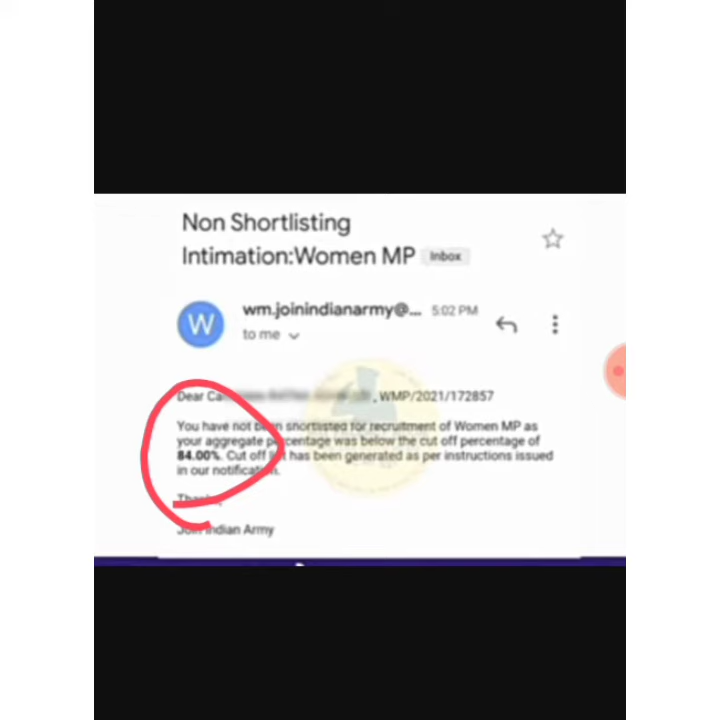 Non Shortlisting
Intimation:Women MP Inbox
W
wm.joinindianarmy@... 5:02 PM
to me
Dear , WMP/2021/172857
You have not been shortlisted for recruitment of Women MP as
your aggregate percentage was below the cut off percentage of
84.00%. Cut off list has been generated as per instructions issued
in our notification.
Thanks,
Join Indian Army